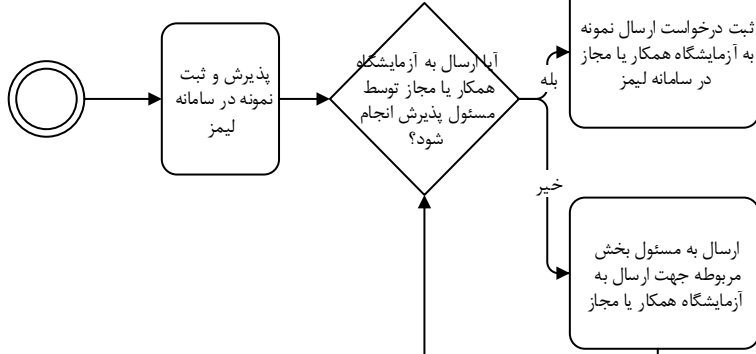 پذیرش و ثبت
نمونه در سامانه
لیمز
آیا ارسال به آزمایشگاه
همکار یا مجاز توسط
مسئول پذیرش انجام
شود؟
بله
ثبت درخواست ارسال نمونه
به آزمایشگاه همکار یا مجاز
در سامانه لیمز
خیر
ارسال به مسئول بخش
مربوطه جهت ارسال به
آزمایشگاه همکار یا مجاز